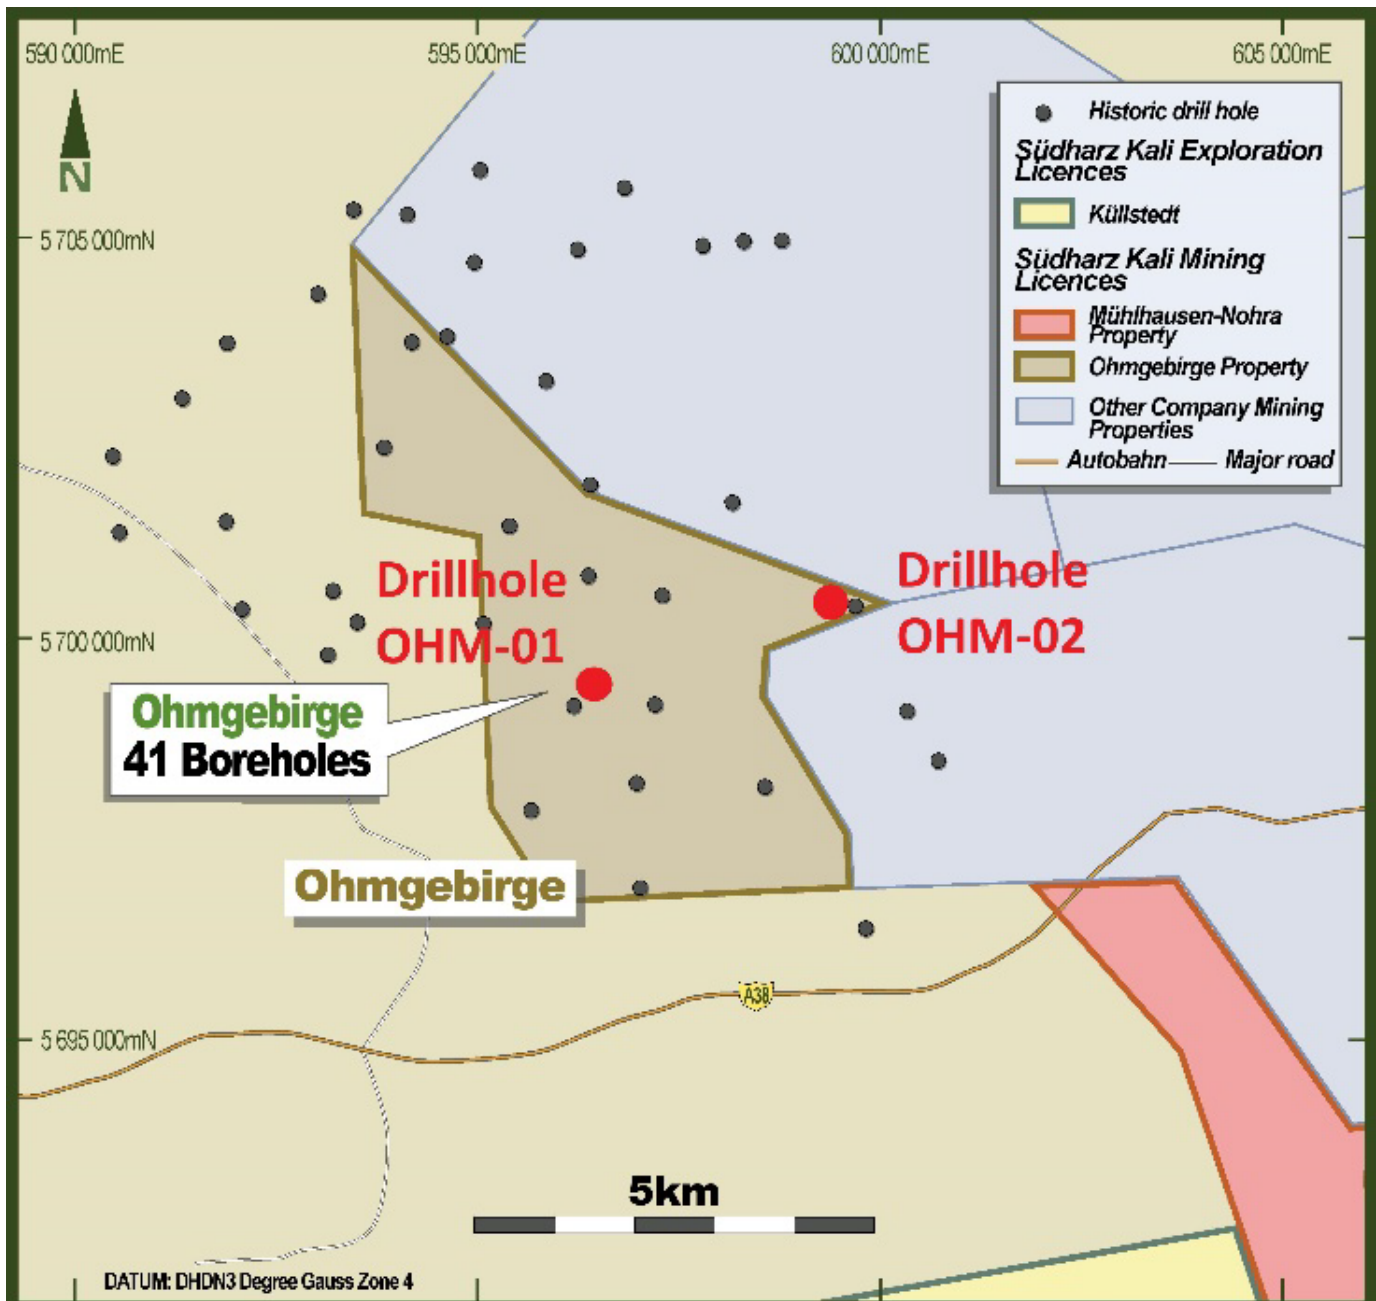 590 000mE
595 000mE
600 000mE
605 000mE
N
5 705 000mN
5 700 000mN
5 695 000mN
Historic drill hole
Südharz Kali Exploration
Licences
Küllstedt
Südharz Kali Mining
Licences
Mühlhausen-Nohra
Property
Ohmgebirge Property
Other Company Mining
Properties
Autobahn
Major road
Drillhole
OHM-01
Drillhole
OHM-02
Ohmgebirge
41 Boreholes
Ohmgebirge
A38
5km
DATUM: DHDN3 Degree Gauss Zone 4